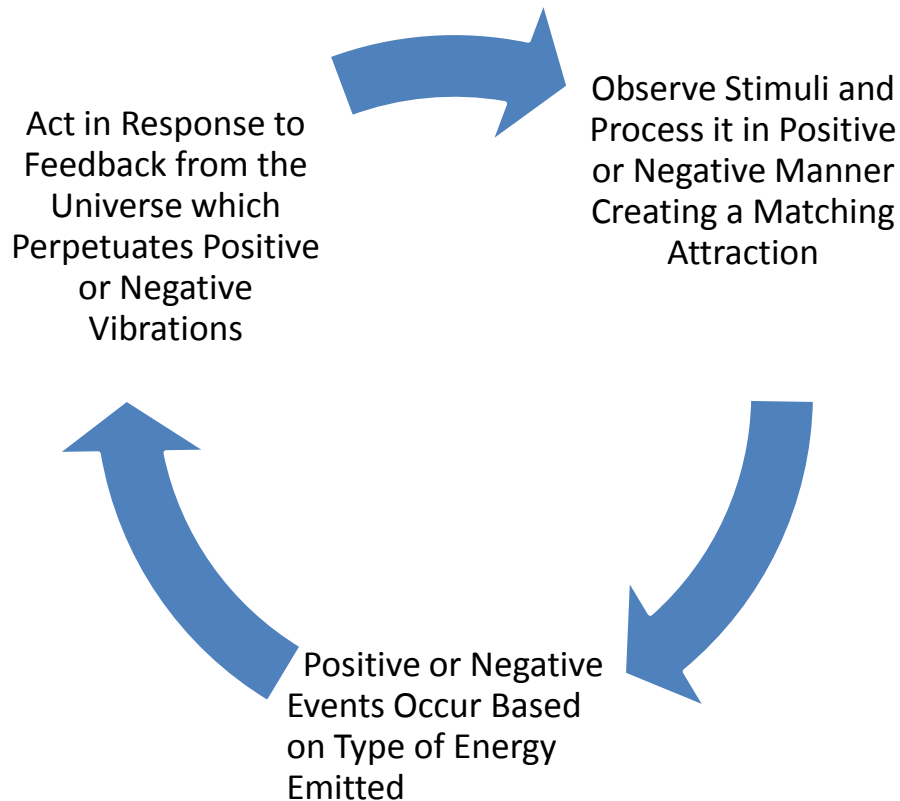 Observe Stimuli and
Process it in Positive
or Negative Manner
Creating a Matching
Attraction
Positive or Negative
Events Occur Based
on Type of Energy
Emitted
Act in Response to
Feedback from the
Universe which
Perpetuates Positive
or Negative
Vibrations